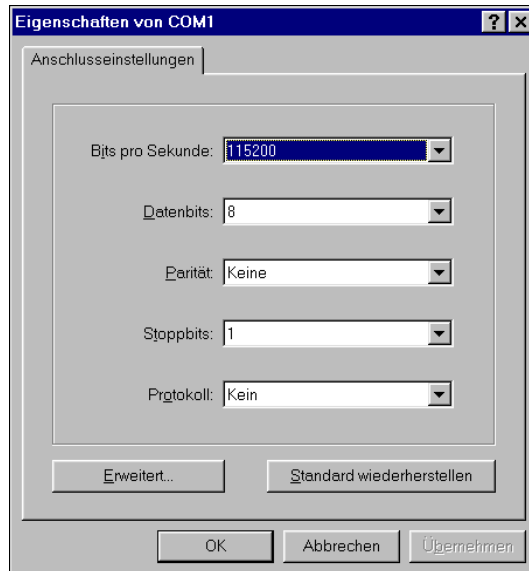 Eigenschaften von COM1
Anschlusseinstellungen
Bits pro Sekunde: 115200
Datenbits: 8
Parität: Keine
Stoppbits: 1
Protokoll: Kein
Erweitert... Standard wiederherstellen
OK Abbrechen Übernehmen